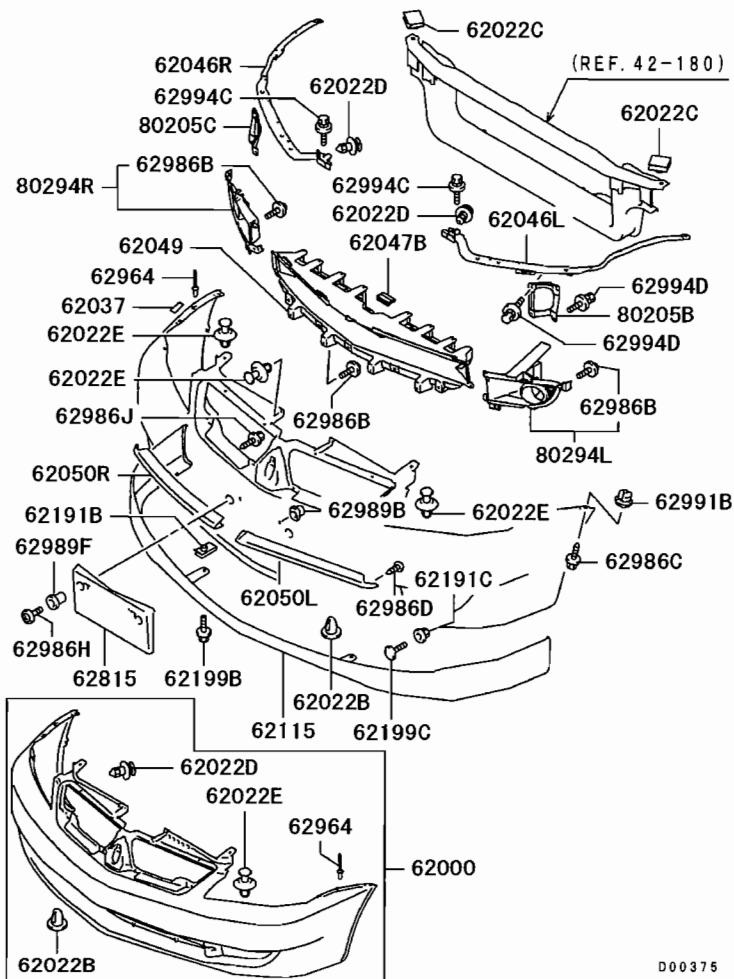 62022C
62046R
(REF. 42-180)
62994C
62022D
62022C
80205C
62986B
62994C
80294R
62022D
62046L
62049
62047B
62964
62994D
62037
80205B
62022E
62994D
62022E
62986B
62986B
62986J
80294L
62050R
62989B
62022E
62991B
62191B
62989F
62986C
62050L
62191C
62986D
62986H
62815
62199B
62022B
62115
62199C
62022D
62022E
62964
62000
62022B
D00375